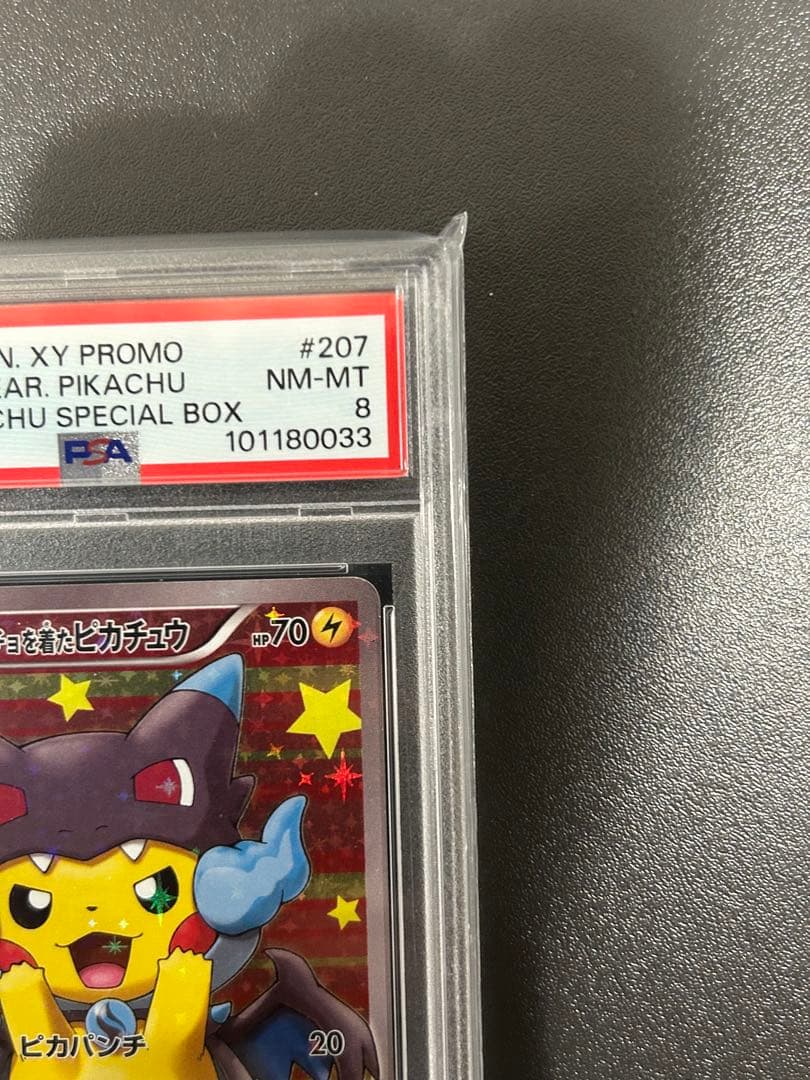 N. XY PROMO #207
AR. PIKACHU NM-MT
CHU SPECIAL BOX 8
PSA 101180033
チョを着たピカチュウ HP70
ピカパンチ 20